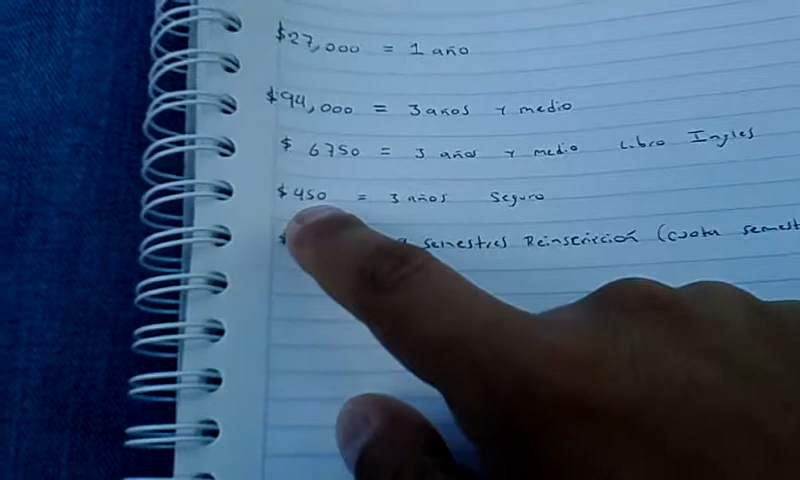 $27,000 = 1 año
$94,000 = 3 años y medio
$ 6750 = 3 años y medio Libro Ingles
$450 = 3 años Seguro
$ semestres Reinscripción (cuota semest